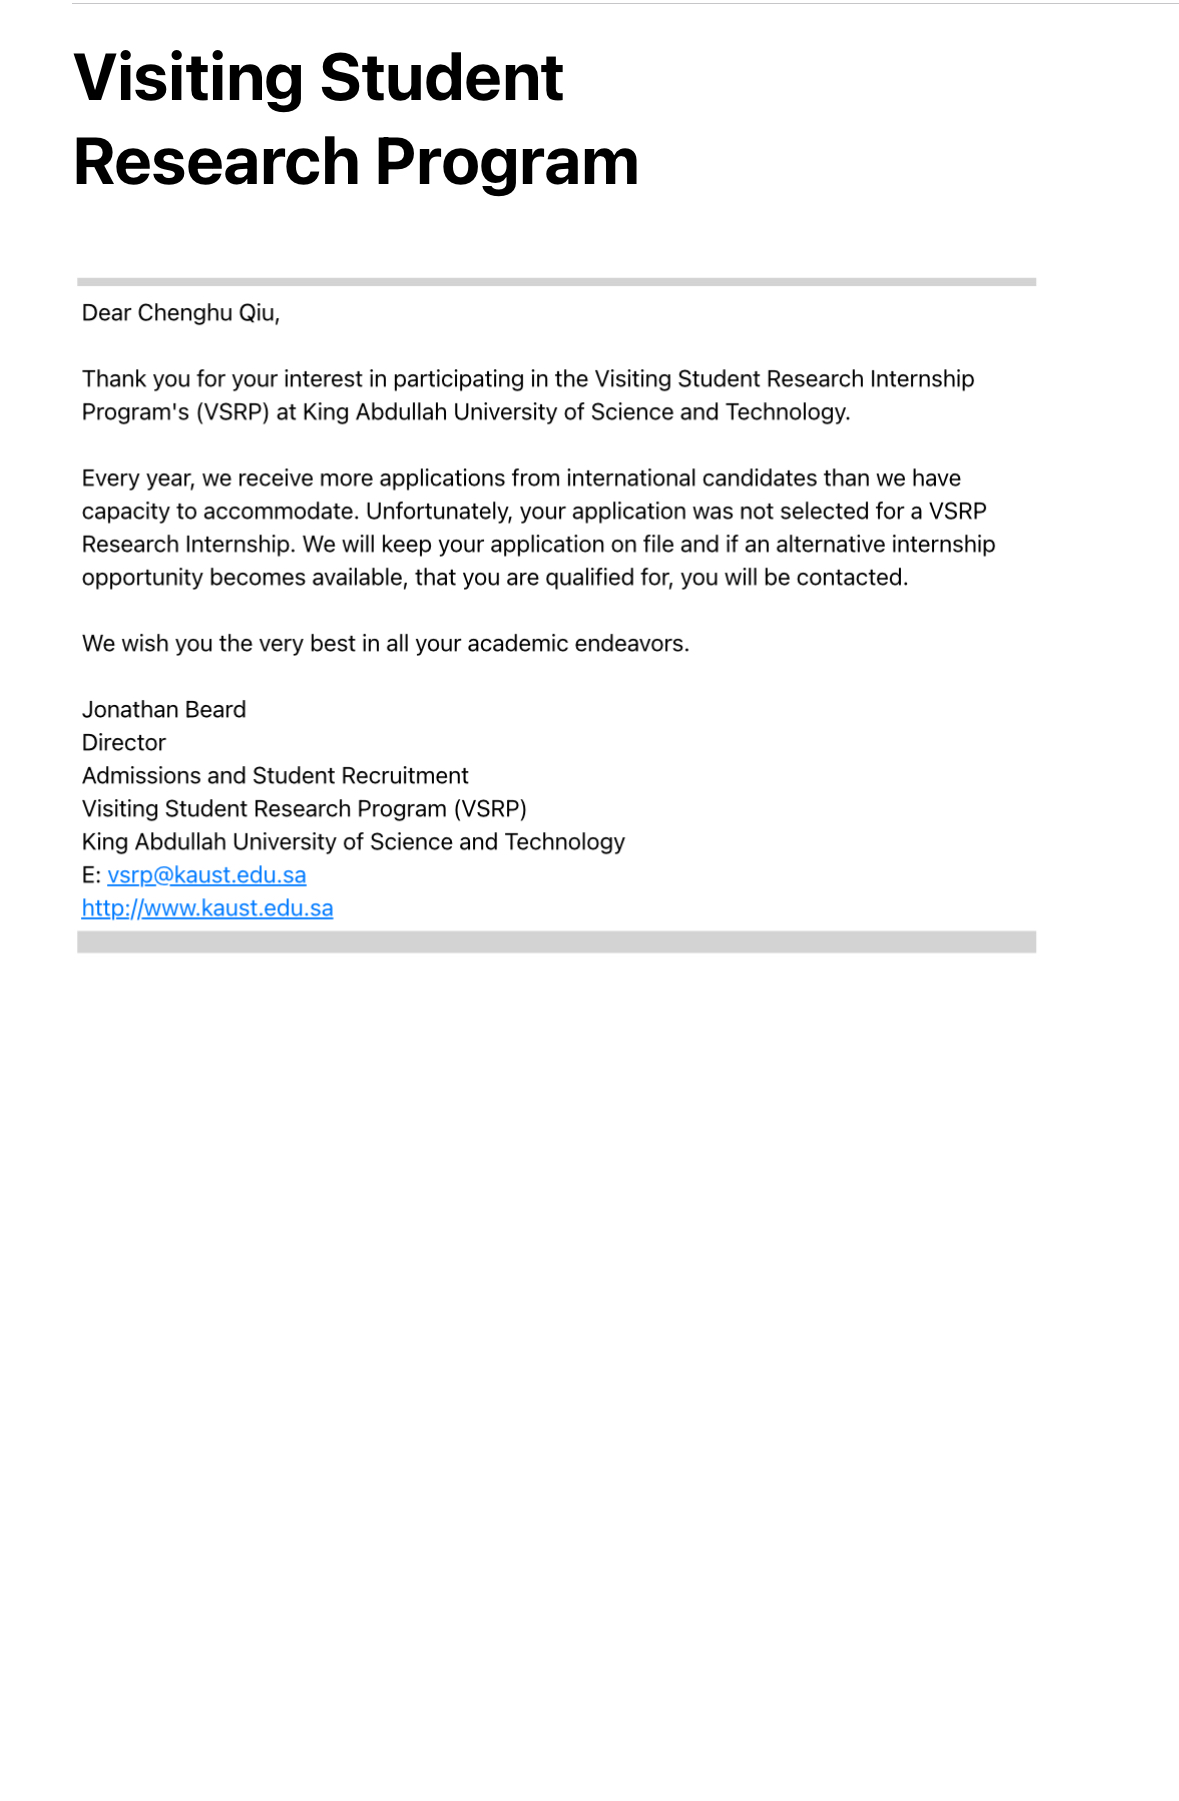 Visiting Student
Research Program
Dear Chenghu Qiu,
Thank you for your interest in participating in the Visiting Student Research Internship
Program's (VSRP) at King Abdullah University of Science and Technology.
Every year, we receive more applications from international candidates than we have
capacity to accommodate. Unfortunately, your application was not selected for a VSRP
Research Internship. We will keep your application on file and if an alternative internship
opportunity becomes available, that you are qualified for, you will be contacted.
We wish you the very best in all your academic endeavors.
Jonathan Beard
Director
Admissions and Student Recruitment
Visiting Student Research Program (VSRP)
King Abdullah University of Science and Technology
E: vsrp@kaust.edu.sa
http://www.kaust.edu.sa